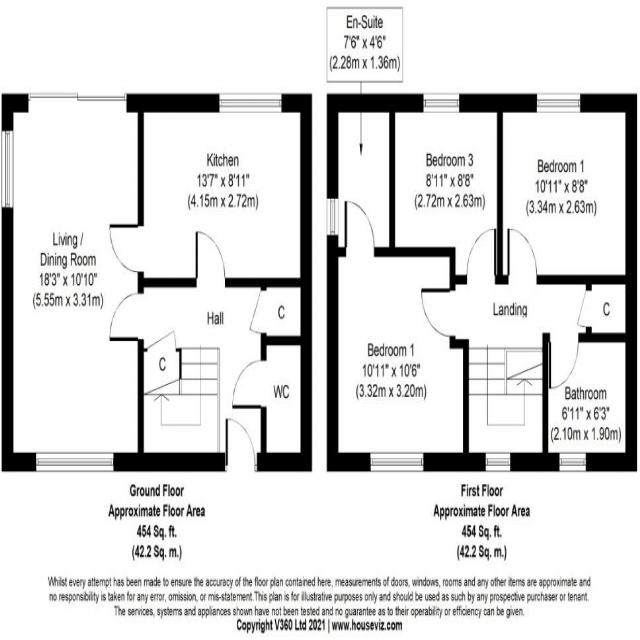 En-Suite
7'6" x 4'6"
(2.28m x 1.36m)
Kitchen
13'7" x 8'11"
(4.15m x 2.72m)
Living /
Dining Room
18'3" x 10'10"
(5.55m x 3.31m)
Hall
C
C
WC
Bedroom 3
8'11" x 8'8"
(2.72m x 2.63m)
Bedroom 1
10'11" x 8'8"
(3.34m x 2.63m)
Landing
C
Bedroom 1
10'11" x 10'6"
(3.32m x 3.20m)
Bathroom
6'11" x 6'3"
(2.10m x 1.90m)
Ground Floor
Approximate Floor Area
454 Sq. ft.
(42.2 Sq. m.)
First Floor
Approximate Floor Area
454 Sq. ft.
(42.2 Sq. m.)
Whilst every attempt has been made to ensure the accuracy of the floor plan contained here, measurements of doors, windows, rooms and any other items are approximate and
no responsibility is taken for any error, omission, or mis-statement. This plan is for illustrative purposes only and should be used as such by any prospective purchaser or tenant.
The services, systems and appliances shown have not been tested and no guarantee as to their operability or efficiency can be given.
Copyright V360 Ltd 2021 | www.houseviz.com